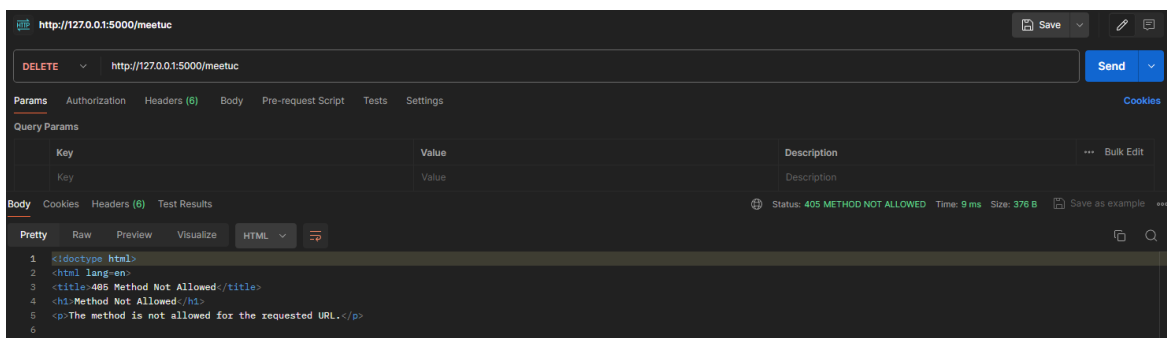 HTTP http://127.0.0.1:5000/meetuc Save
DELETE http://127.0.0.1:5000/meetuc Send
Params Authorization Headers (6) Body Pre-request Script Tests Settings Cookies
Query Params
Key Value Description ••• Bulk Edit
Key Value Description
Body Cookies Headers (6) Test Results Status: 405 METHOD NOT ALLOWED Time: 9 ms Size: 376 B Save as example •••
Pretty Raw Preview Visualize HTML
1 <!doctype html>
2 <html lang=en>
3 <title>405 Method Not Allowed</title>
4 <h1>Method Not Allowed</h1>
5 <p>The method is not allowed for the requested URL.</p>
6